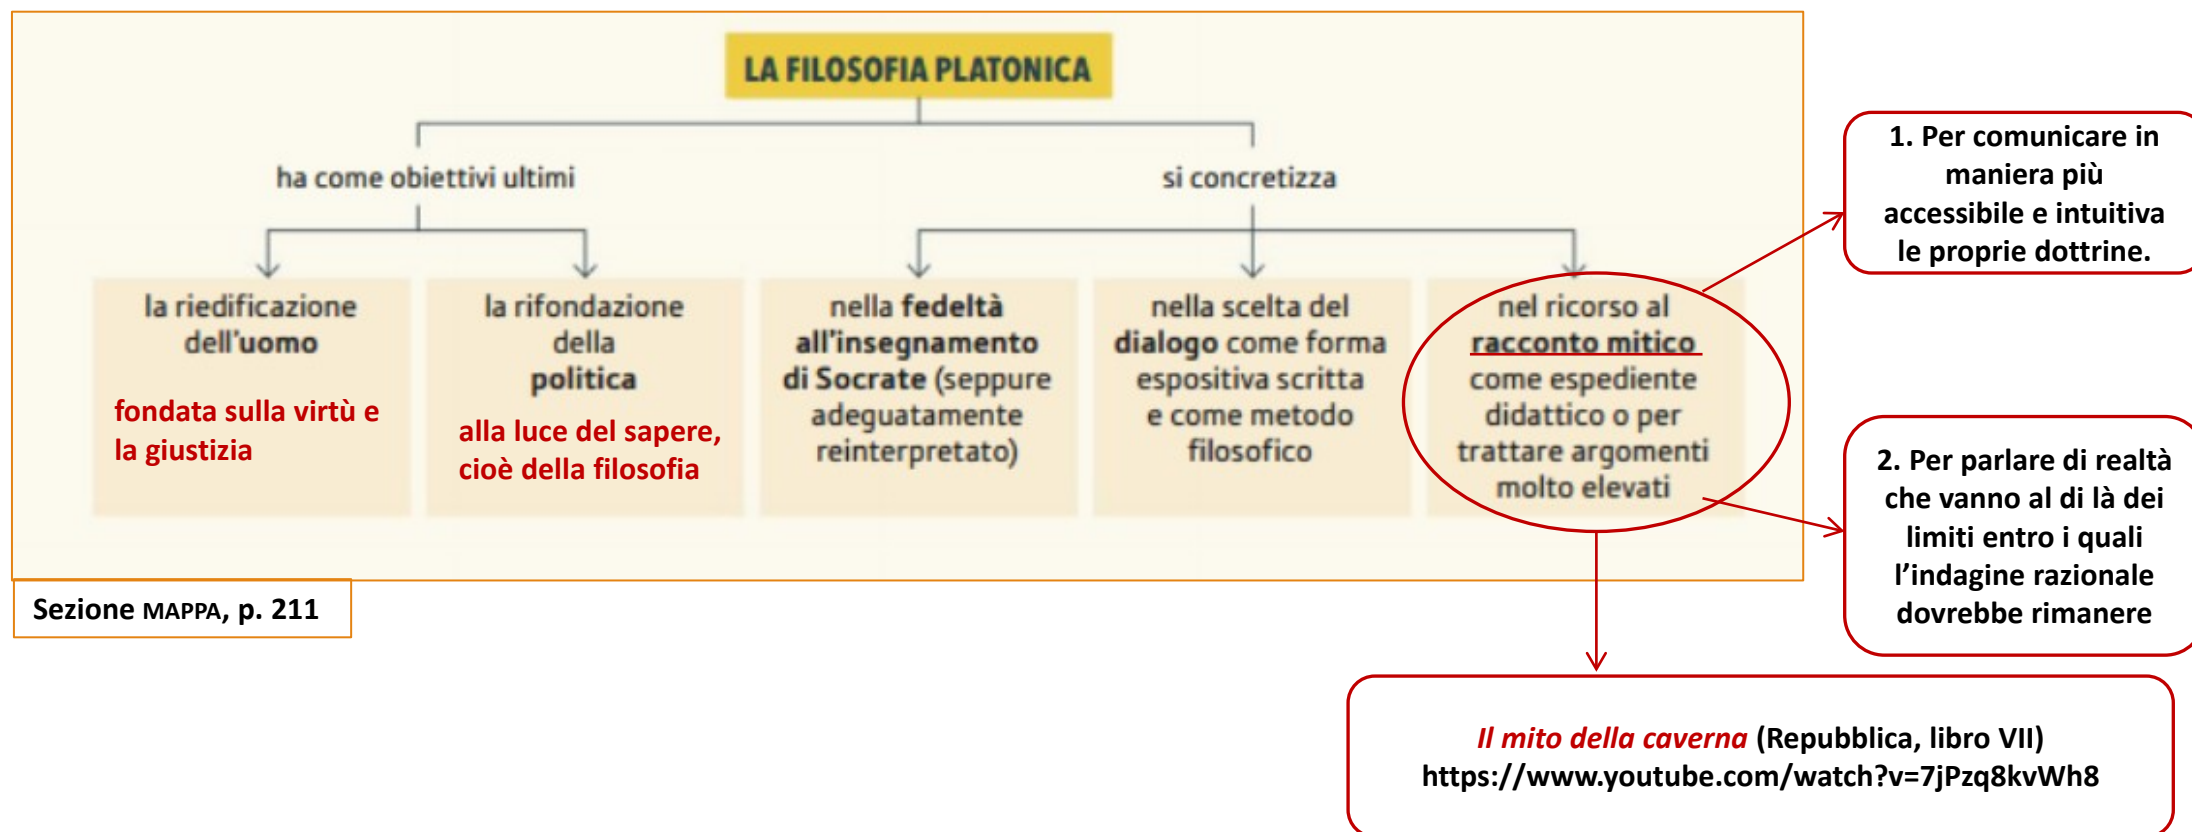 LA FILOSOFIA PLATONICA
ha come obiettivi ultimi
si concretizza
la riedificazione
dell'uomo
fondata sulla virtù e
la giustizia
la rifondazione
della
politica
alla luce del sapere,
cioè della filosofia
nella fedeltà
all'insegnamento
di Socrate (seppure
adeguatamente
reinterpretato)
nella scelta del
dialogo come forma
espositiva scritta
e come metodo
filosofico
nel ricorso al
racconto mitico
come espediente
didattico o per
trattare argomenti
molto elevati
1. Per comunicare in
maniera più
accessibile e intuitiva
le proprie dottrine.
2. Per parlare di realtà
che vanno al di là dei
limiti entro i quali
l’indagine razionale
dovrebbe rimanere
Sezione MAPPA, p. 211
Il mito della caverna (Repubblica, libro VII)
https://www.youtube.com/watch?v=7jPzq8kvWh8